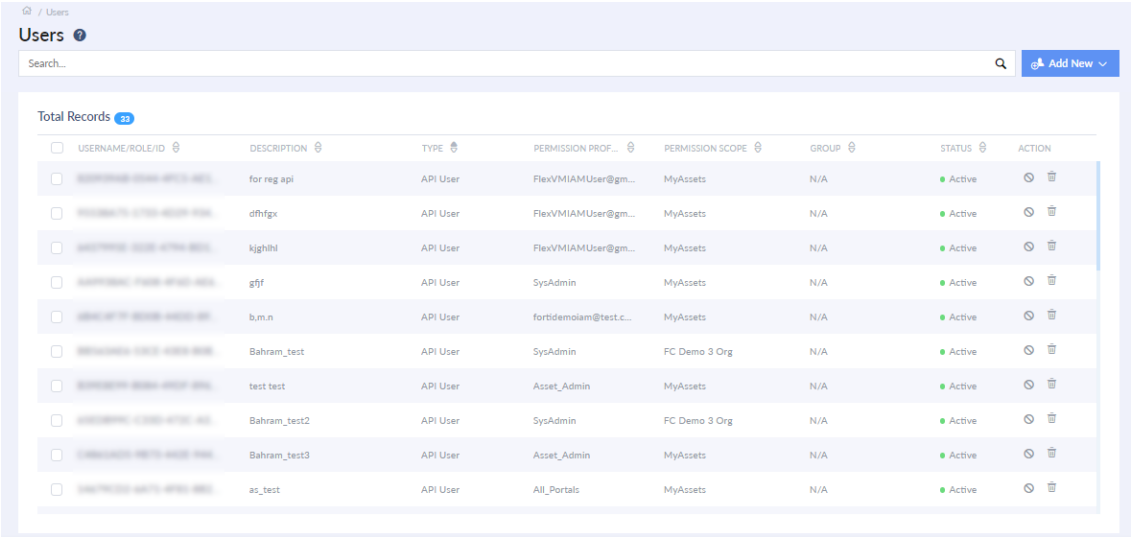 / Users
Users ?
Search...
Add New
Total Records 33
USERNAME/ROLE/ID DESCRIPTION TYPE PERMISSION PROF... PERMISSION SCOPE GROUP STATUS ACTION
for reg api API User FlexVMIAMUser@gm... MyAssets N/A Active
dfhfgx API User FlexVMIAMUser@gm... MyAssets N/A Active
kjghlhl API User FlexVMIAMUser@gm... MyAssets N/A Active
gfjf API User SysAdmin MyAssets N/A Active
b,m.n API User fortidemoiam@test.c... MyAssets N/A Active
Bahram_test API User SysAdmin FC Demo 3 Org N/A Active
test test API User Asset_Admin MyAssets N/A Active
Bahram_test2 API User SysAdmin FC Demo 3 Org N/A Active
Bahram_test3 API User Asset_Admin MyAssets N/A Active
as_test API User All_Portals MyAssets N/A Active